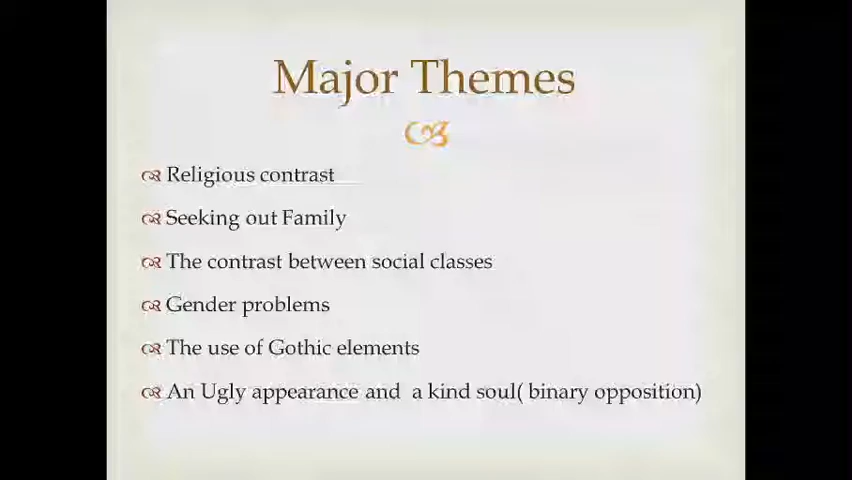 Major Themes
Religious contrast
Seeking out Family
The contrast between social classes
Gender problems
The use of Gothic elements
An Ugly appearance and a kind soul( binary opposition)